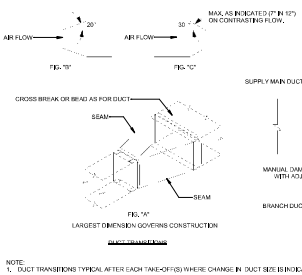 MAX. AS INDICATED (7" IN 12")
ON CONTRASTING FLOW.
20°
30
AIR FLOW
AIR FLOW
FIG. "B"
FIG. "C"
SUPPLY MAIN DUCT
CROSS BREAK OR BEAD AS FOR DUCT
SEAM
SEAM
MANUAL DAM
WITH ADJ
BRANCH DUC
FIG. "A"
LARGEST DIMENSION GOVERNS CONSTRUCTION
DUCT TRANSITIONS
NOTE:
1. DUCT TRANSITIONS TYPICAL AFTER EACH TAKE-OFF(S) WHERE CHANGE IN DUCT SIZE IS INDIC